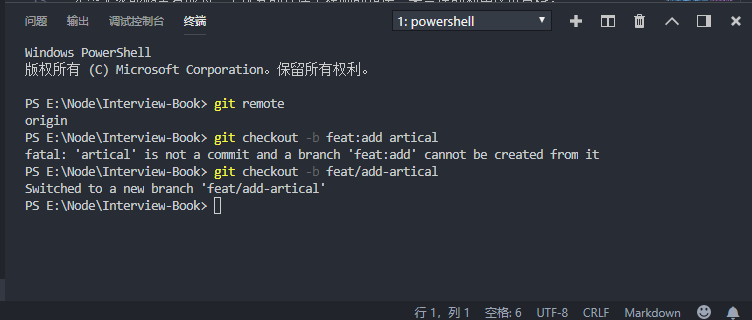 问题 输出 调试控制台 终端 1: powershell
Windows PowerShell
版权所有 (C) Microsoft Corporation。保留所有权利。
PS E:\Node\Interview-Book> git remote
origin
PS E:\Node\Interview-Book> git checkout -b feat:add artical
fatal: 'artical' is not a commit and a branch 'feat:add' cannot be created from it
PS E:\Node\Interview-Book> git checkout -b feat/add-artical
Switched to a new branch 'feat/add-artical'
PS E:\Node\Interview-Book>
行 1，列 1 空格: 6 UTF-8 CRLF Markdown